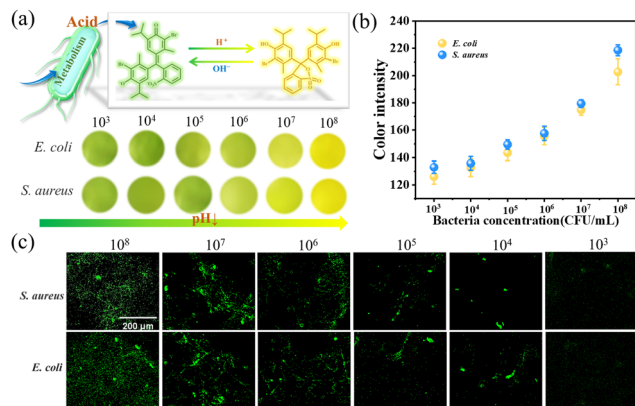 (a)
Acid
Metabolism
H⁺
OH⁻
10³ 10⁴ 10⁵ 10⁶ 10⁷ 10⁸
E. coli
S. aureus
pH↓
(b)
E. coli
S. aureus
Color intensity
220
200
180
160
140
120
10³ 10⁴ 10⁵ 10⁶ 10⁷ 10⁸
Bacteria concentration(CFU/mL)
(c)
10⁸ 10⁷ 10⁶ 10⁵ 10⁴ 10³
S. aureus
200 μm
E. coli